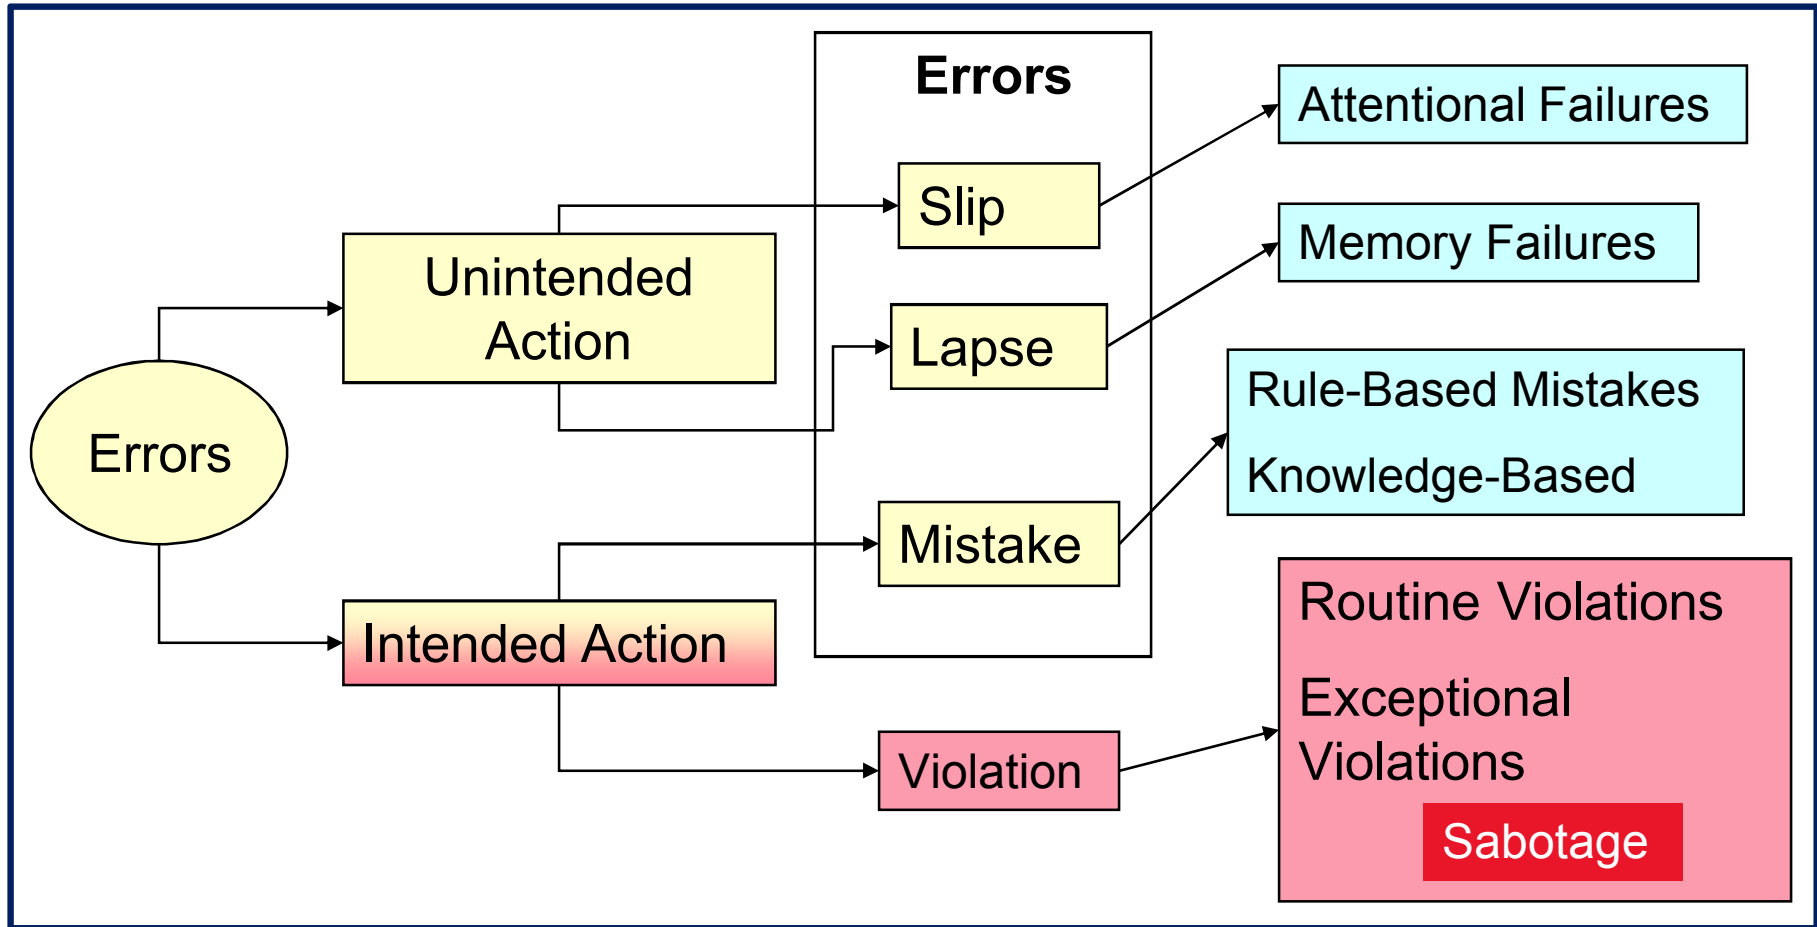 Errors
Unintended
Action
Intended Action
Errors
Slip
Lapse
Mistake
Violation
Attentional Failures
Memory Failures
Rule-Based Mistakes
Knowledge-Based
Routine Violations
Exceptional
Violations
Sabotage